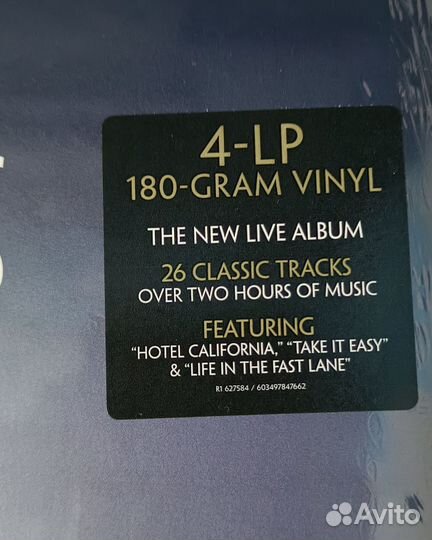 4-LP
180-GRAM VINYL
THE NEW LIVE ALBUM
26 CLASSIC TRACKS
OVER TWO HOURS OF MUSIC
FEATURING
“HOTEL CALIFORNIA,” “TAKE IT EASY”
& “LIFE IN THE FAST LANE”
R1 627584 / 603497847662
Avito